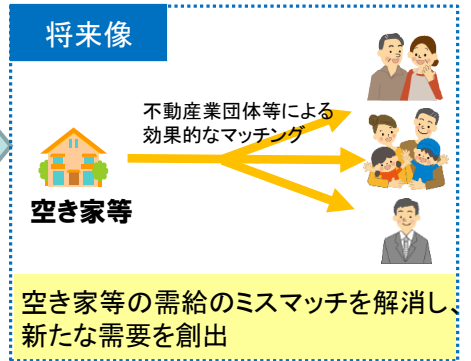 将来像
不動産業団体等による
効果的なマッチング
空き家等
空き家等の需給のミスマッチを解消し、
新たな需要を創出